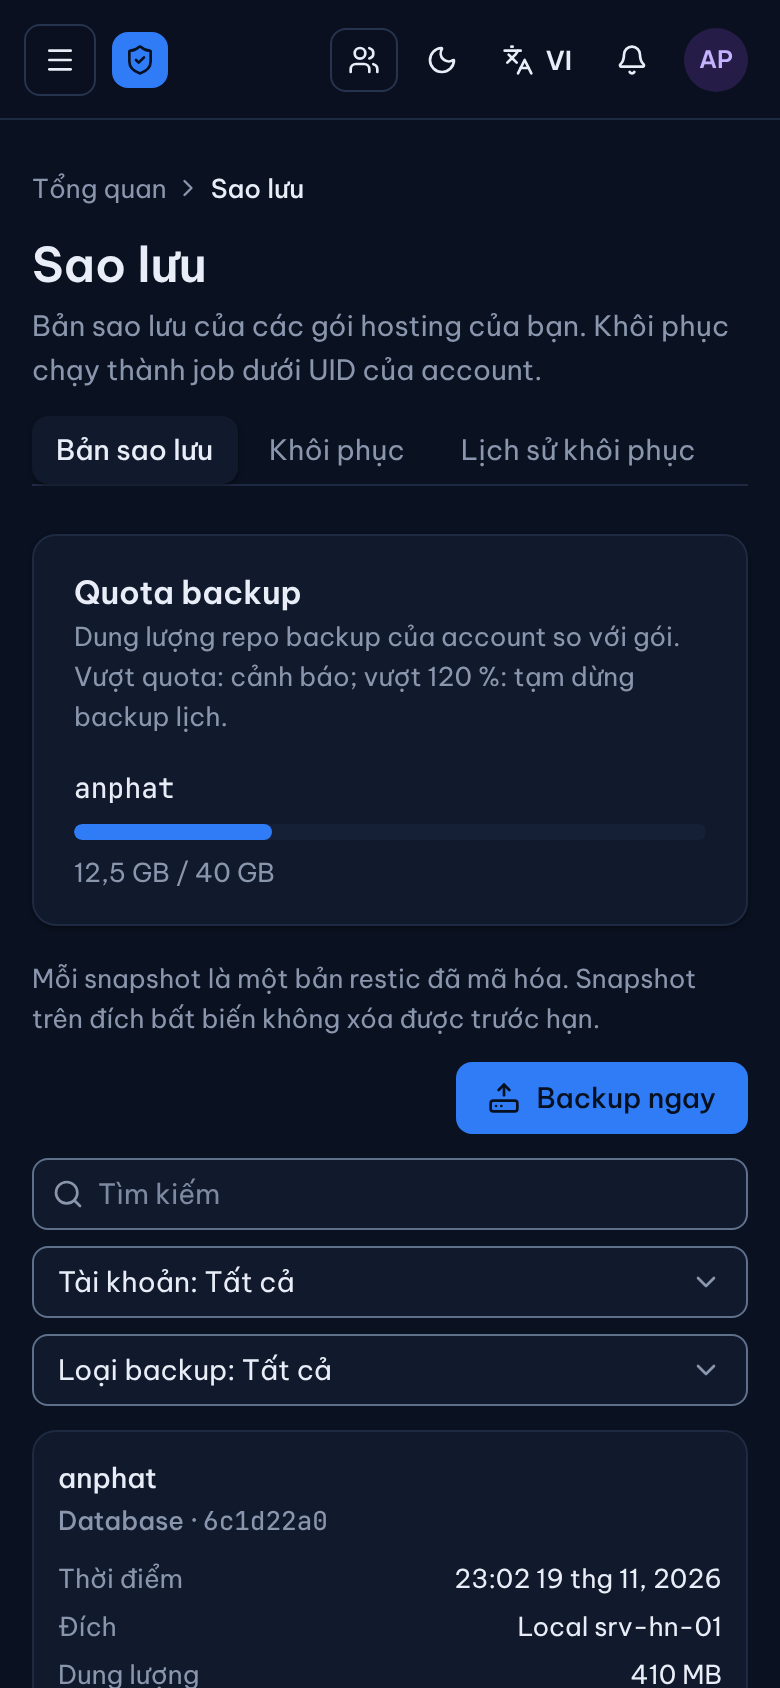 VI
AP
Tổng quan > Sao lưu
Sao lưu
Bản sao lưu của các gói hosting của bạn. Khôi phục
chạy thành job dưới UID của account.
Bản sao lưu Khôi phục Lịch sử khôi phục
Quota backup
Dung lượng repo backup của account so với gói.
Vượt quota: cảnh báo; vượt 120 %: tạm dừng
backup lịch.
anphat
12,5 GB / 40 GB
Mỗi snapshot là một bản restic đã mã hóa. Snapshot
trên đích bất biến không xóa được trước hạn.
Backup ngay
Tìm kiếm
Tài khoản: Tất cả
Loại backup: Tất cả
anphat
Database · 6c1d22a0
Thời điểm 23:02 19 thg 11, 2026
Đích Local srv-hn-01
Dung lượng 410 MB